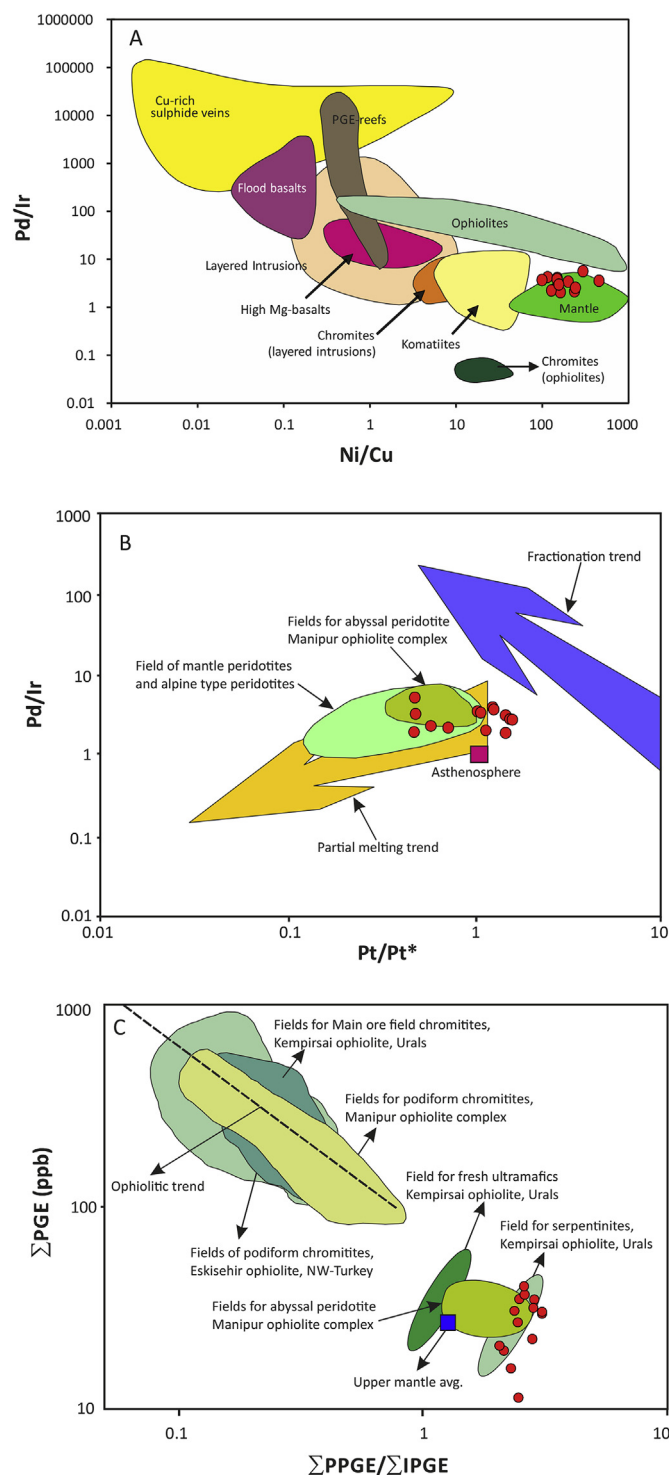 A
1000000
100000
10000
1000
100
10
1
0.1
0.01
Pd/Ir
Cu-rich
sulphide veins
PGE-reefs
Flood basalts
Ophiolites
Layered Intrusions
High Mg-basalts
Chromites
(layered intrusions)
Komatiites
Mantle
Chromites
(ophiolites)
0.001
0.01
0.1
1
10
100
1000
Ni/Cu
B
1000
100
10
1
0.1
0.01
Pd/Ir
Fractionation trend
Fields for abyssal peridotite
Manipur ophiolite complex
Field of mantle peridotites
and alpine type peridotites
Asthenosphere
Partial melting trend
0.01
0.1
1
10
Pt/Pt*
C
1000
100
10
∑PGE (ppb)
Fields for Main ore field chromitites,
Kempirsai ophiolite, Urals
Fields for podiform chromitites,
Manipur ophiolite complex
Ophiolitic trend
Field for fresh ultramafics
Kempirsai ophiolite, Urals
Field for serpentinites,
Kempirsai ophiolite, Urals
Fields of podiform chromitites,
Eskisehir ophiolite, NW-Turkey
Fields for abyssal peridotite
Manipur ophiolite complex
Upper mantle avg.
0.1
1
10
∑PPGE/∑IPGE